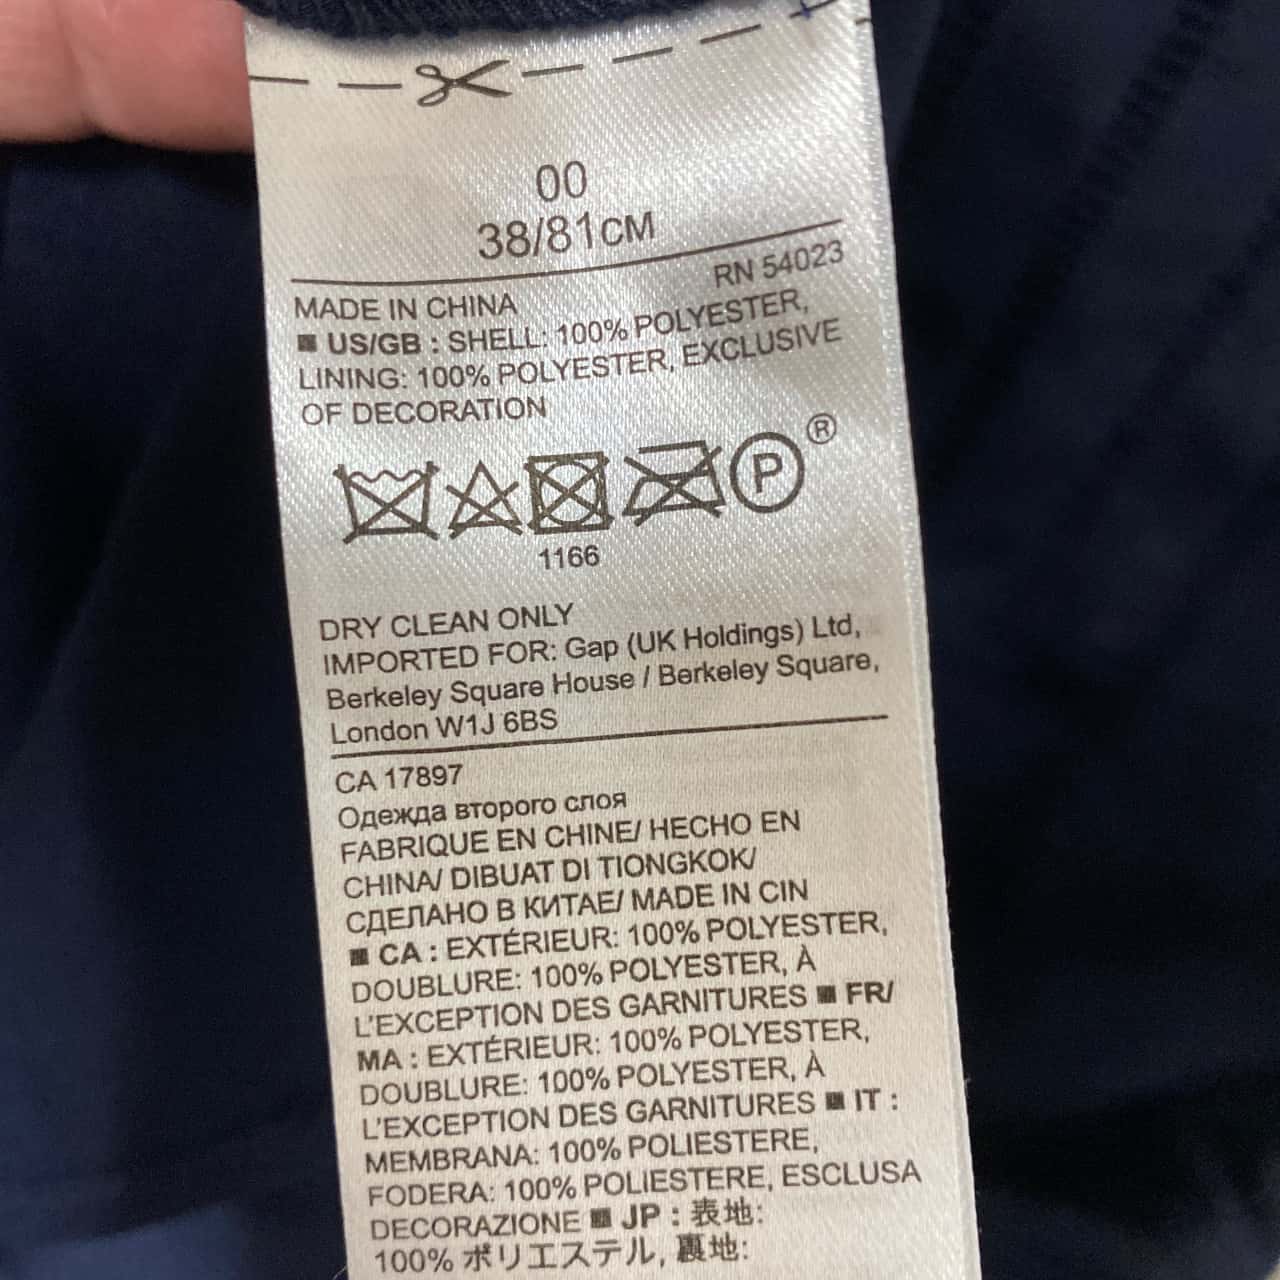 00
38/81CM
RN 54023
MADE IN CHINA
■ US/GB : SHELL: 100% POLYESTER,
LINING: 100% POLYESTER, EXCLUSIVE
OF DECORATION
P ®
1166
DRY CLEAN ONLY
IMPORTED FOR: Gap (UK Holdings) Ltd,
Berkeley Square House / Berkeley Square,
London W1J 6BS
CA 17897
Одежда второго слоя
FABRIQUE EN CHINE/ HECHO EN
CHINA/ DIBUAT DI TIONGKOK/
СДЕЛАНО В КИТАЕ/ MADE IN CIN
■ CA : EXTÉRIEUR: 100% POLYESTER,
DOUBLURE: 100% POLYESTER, À
L'EXCEPTION DES GARNITURES ■ FR/
MA : EXTÉRIEUR: 100% POLYESTER,
DOUBLURE: 100% POLYESTER, À
L'EXCEPTION DES GARNITURES ■ IT :
MEMBRANA: 100% POLIESTERE,
FODERA: 100% POLIESTERE, ESCLUSA
DECORAZIONE ■ JP : 表地:
100% ポリエステル, 裏地: